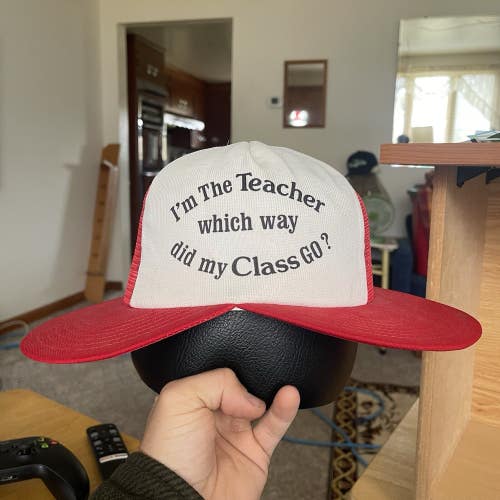 I'm The Teacher
which way
did my Class GO?